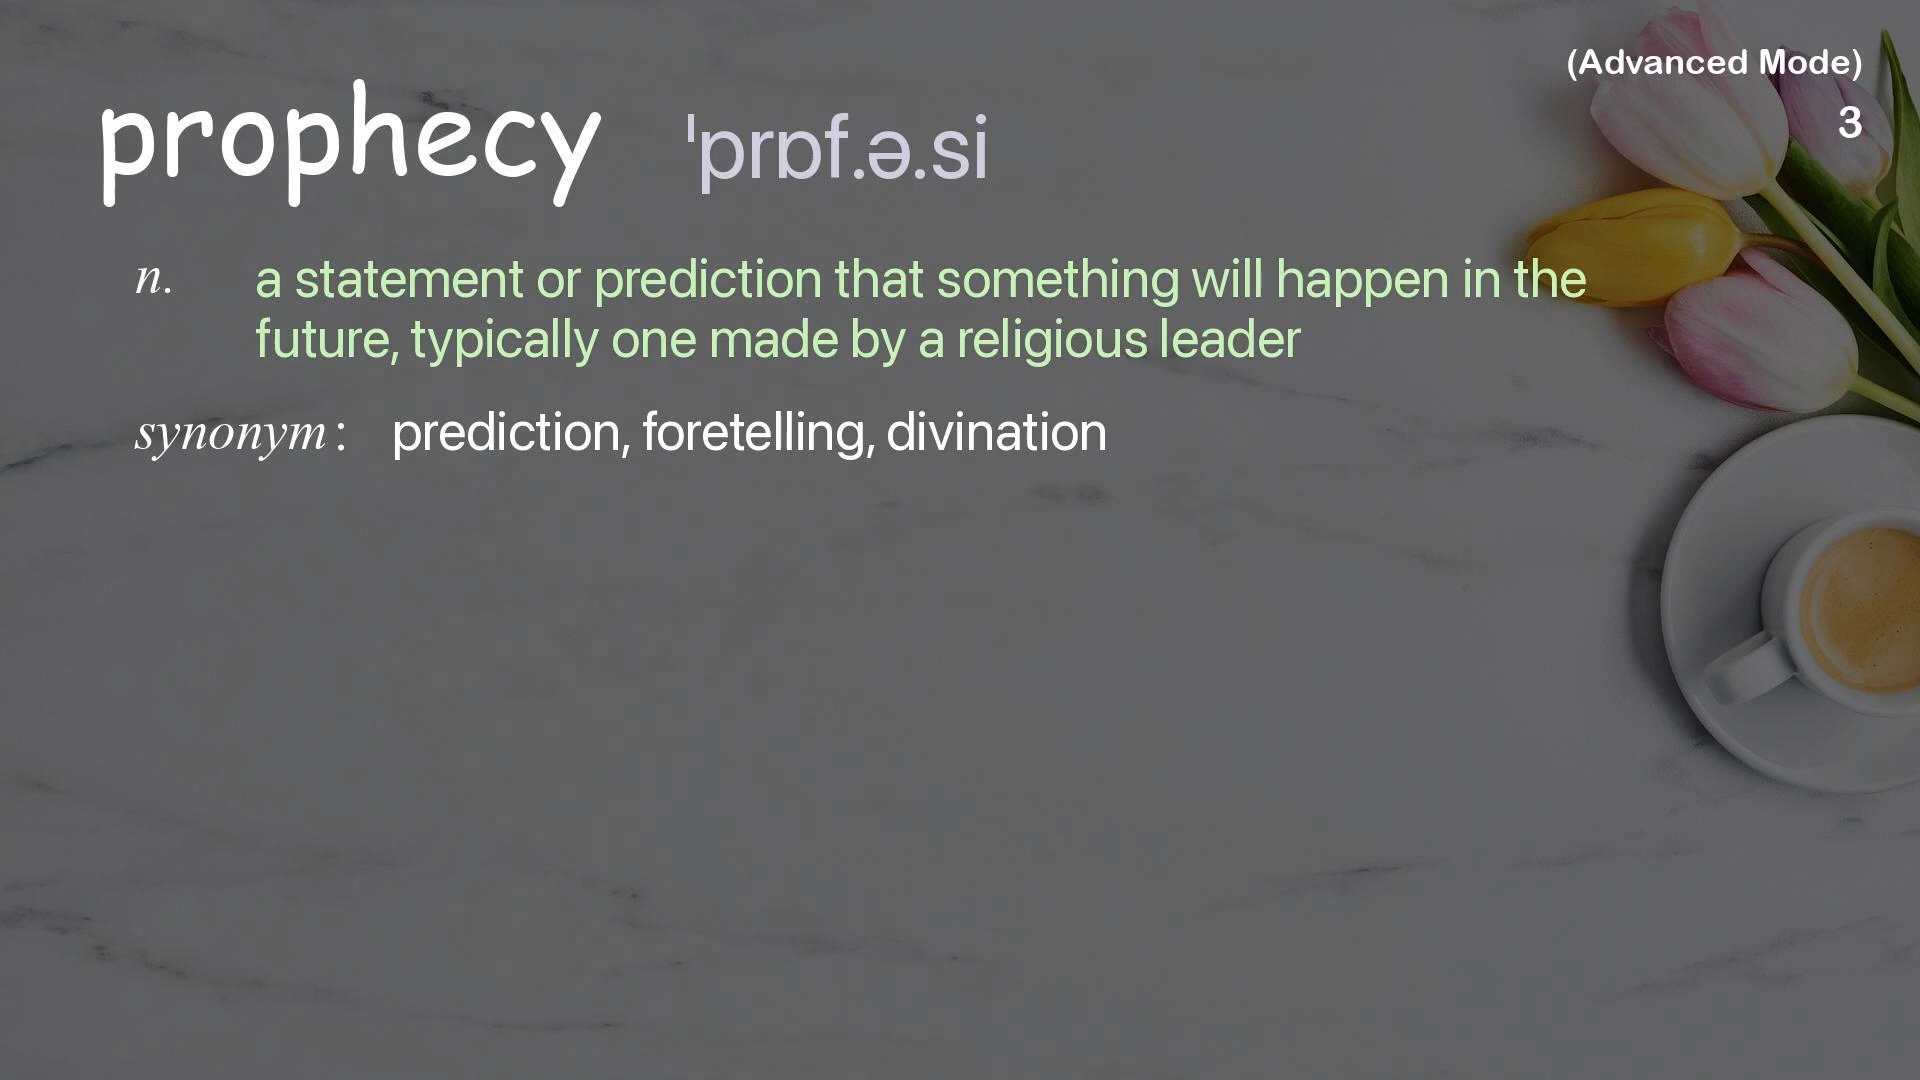 (Advanced Mode)
prophecy ˈprɒf.ə.si
3
n. a statement or prediction that something will happen in the
future, typically one made by a religious leader
synonym: prediction, foretelling, divination